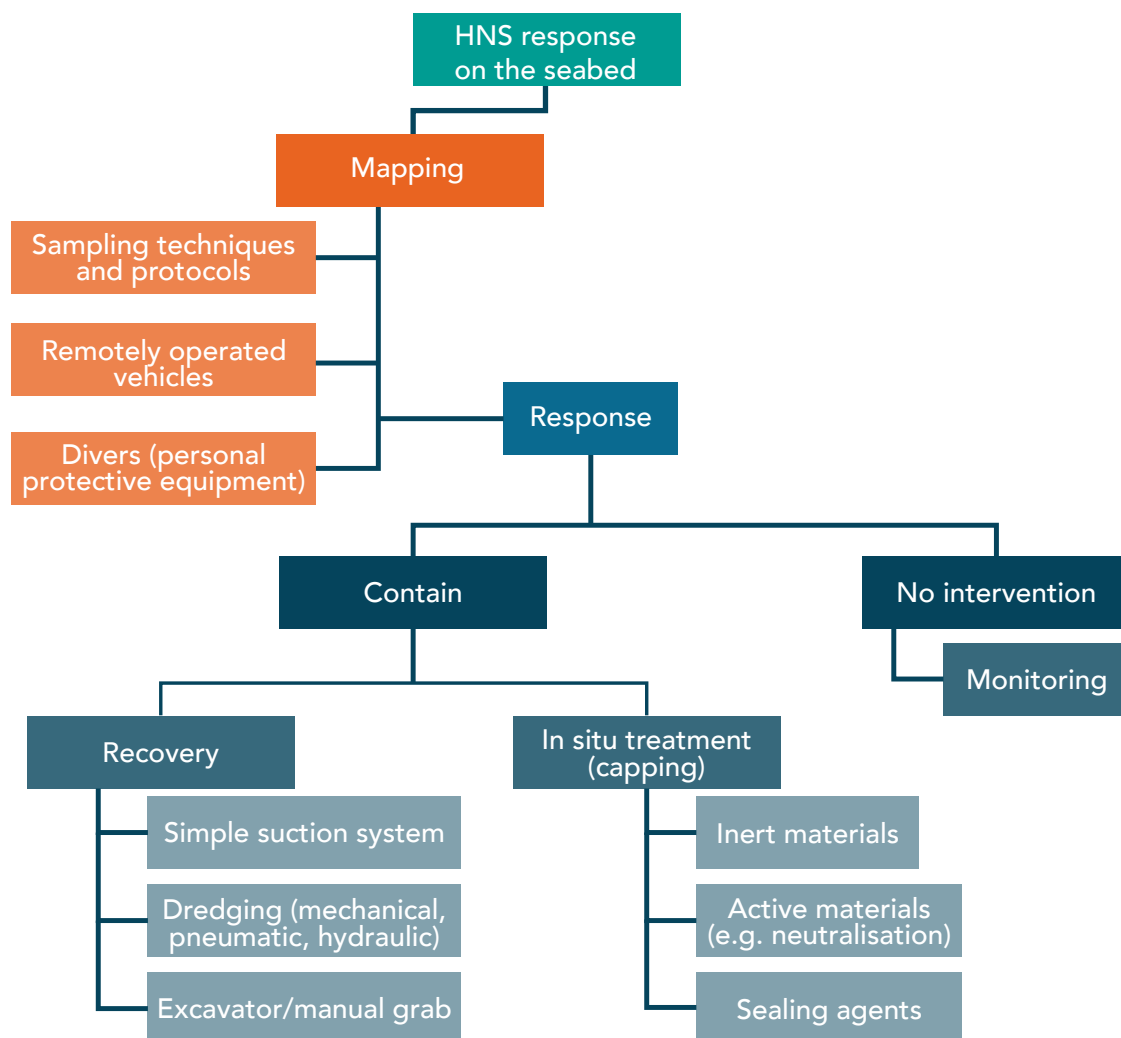 HNS response
on the seabed
Mapping
Sampling techniques
and protocols
Remotely operated
vehicles
Divers (personal
protective equipment)
Response
Contain
No intervention
Monitoring
Recovery
Simple suction system
Dredging (mechanical,
pneumatic, hydraulic)
Excavator/manual grab
In situ treatment
(capping)
Inert materials
Active materials
(e.g. neutralisation)
Sealing agents